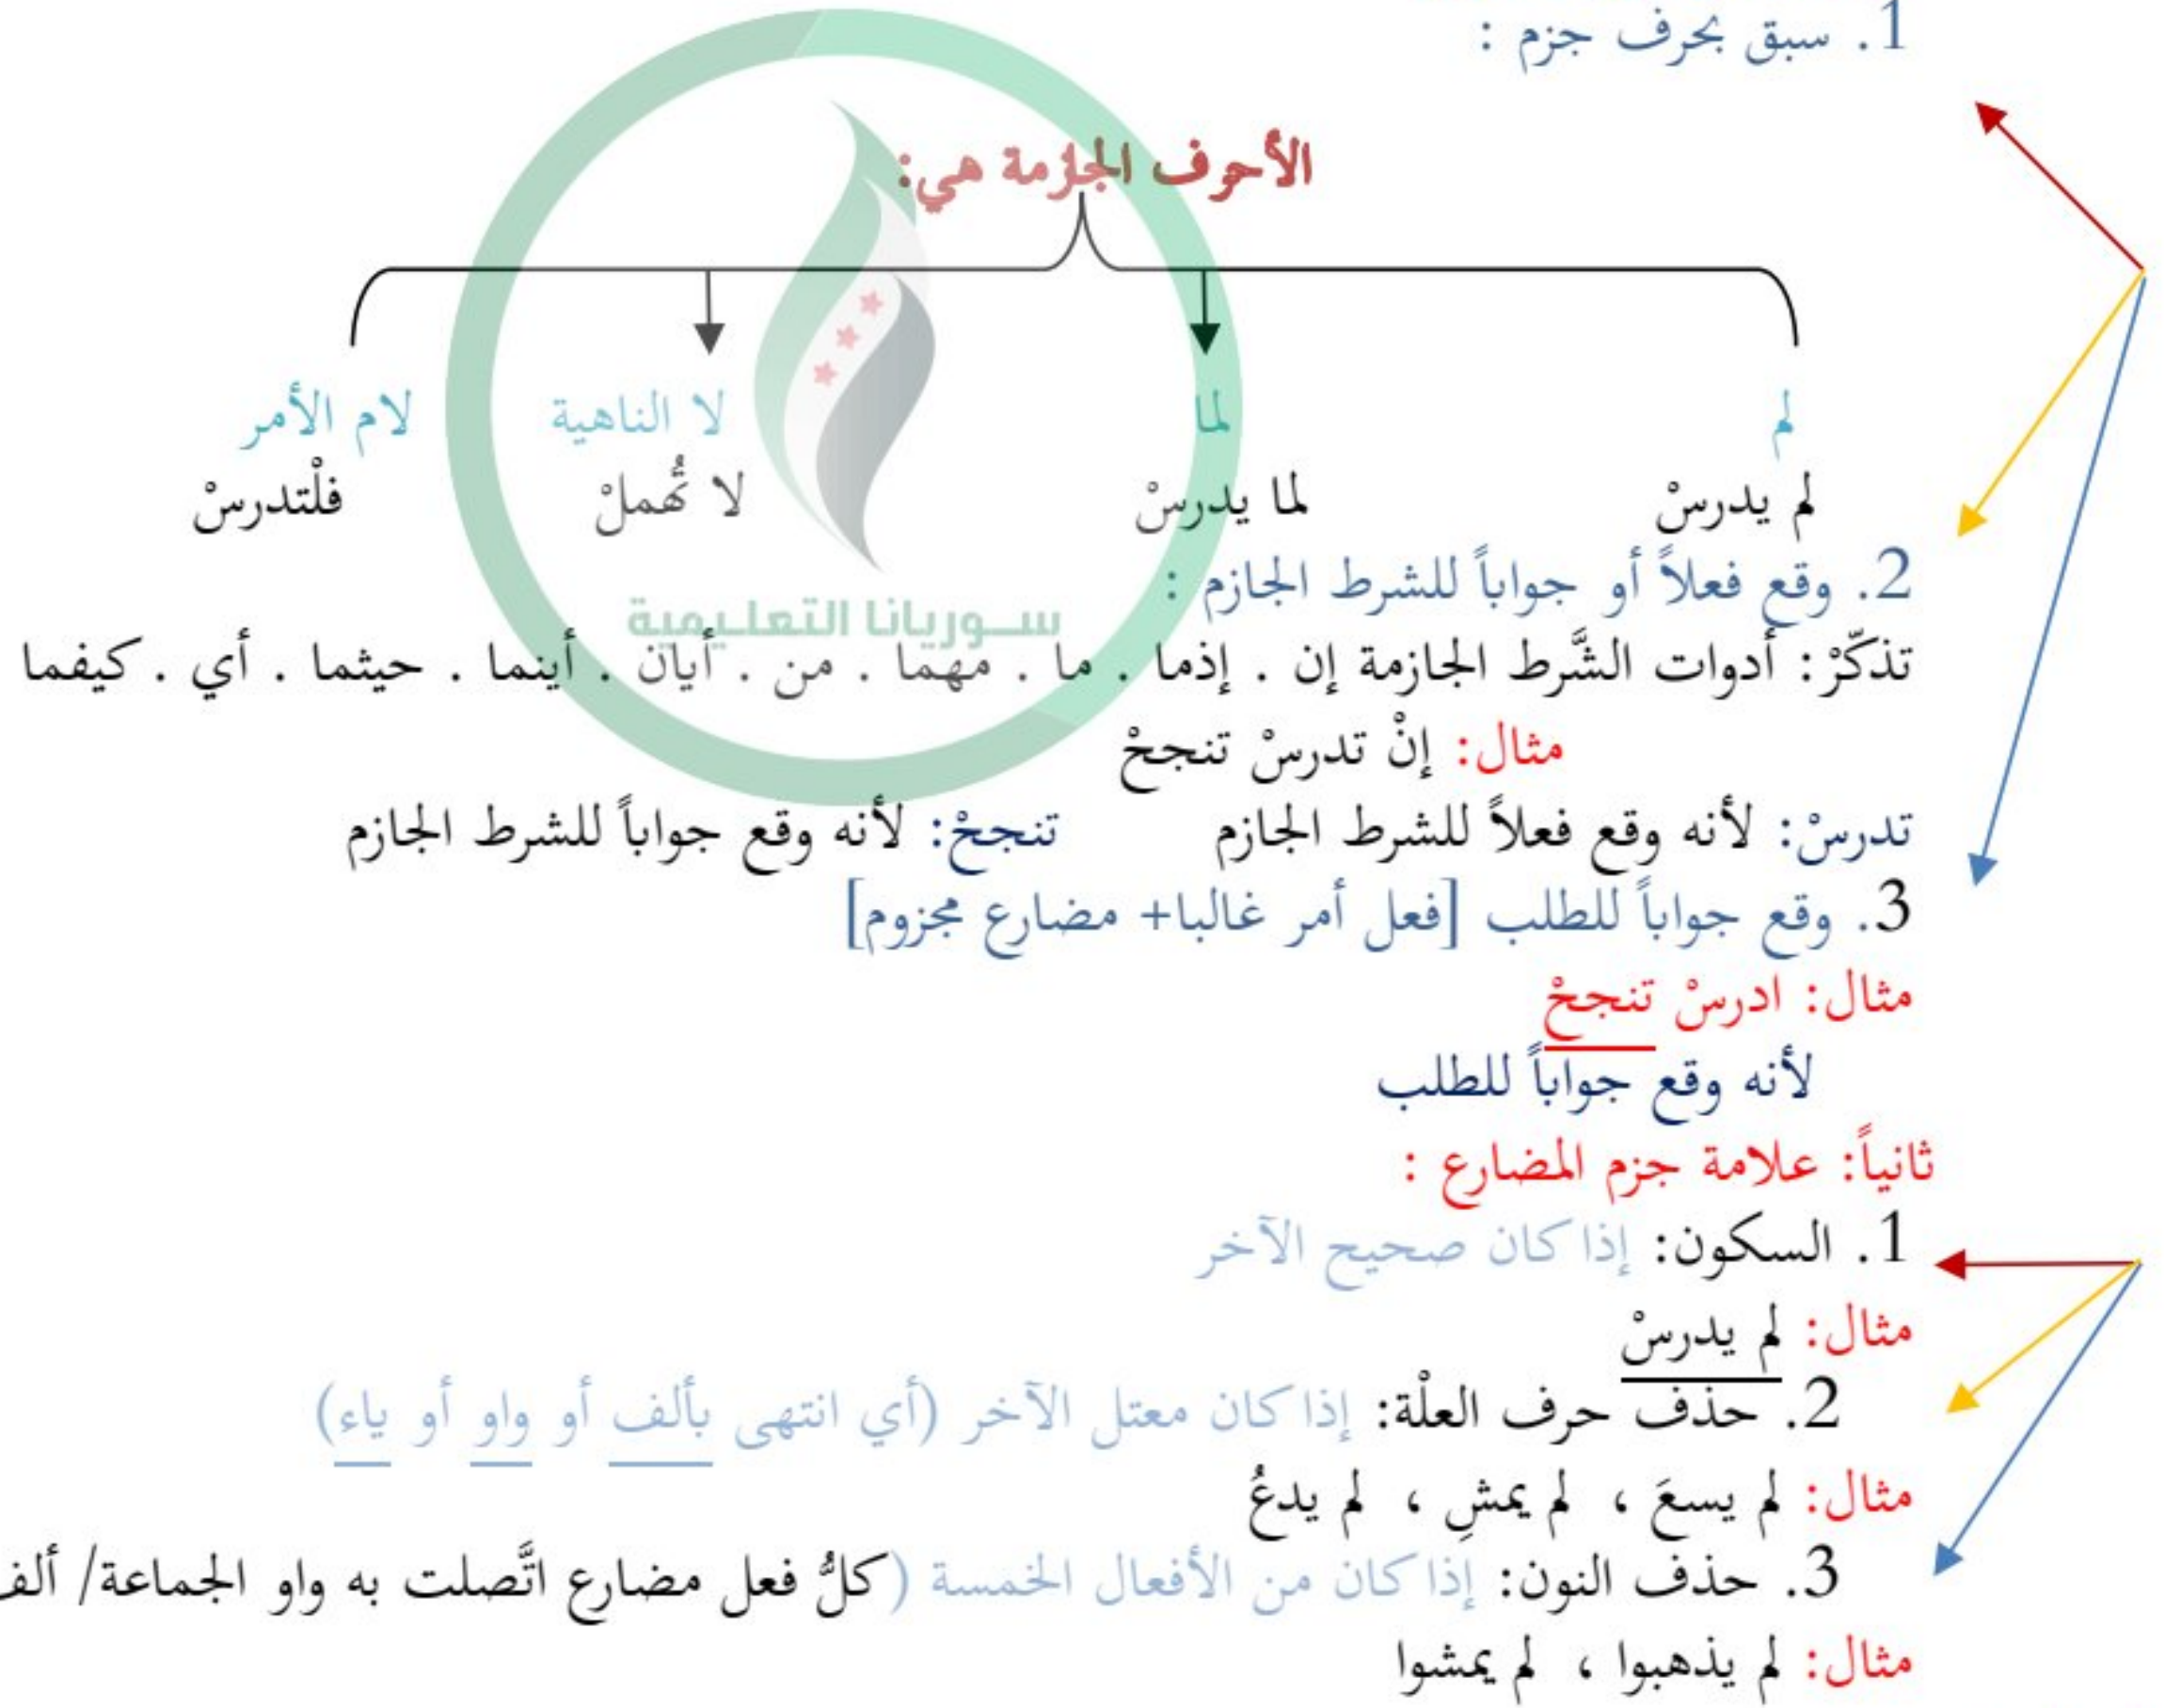 1. سبق بحرف جزم :
الأحرف الجازمة هي:
لم لما لا الناهية لام الأمر
لم يدرسْ لما يدرسْ لا تُهملْ فلْتدرسْ
2. وقع فعلاً أو جواباً للشرط الجازم :
سوريانا التعليمية
تذكّرْ: أدوات الشَّرط الجازمة إن . إذما . ما . مهما . من . أيان . أينما . حيثما . أي . كيفما
مثال: إنْ تدرسْ تنجحْ
تدرسْ: لأنه وقع فعلاً للشرط الجازم تنجحْ: لأنه وقع جواباً للشرط الجازم
3. وقع جواباً للطلب [فعل أمر غالبا+ مضارع مجزوم]
مثال: ادرسْ تنجحْ
لأنه وقع جواباً للطلب
ثانياً: علامة جزم المضارع :
1. السكون: إذا كان صحيح الآخر
مثال: لم يدرسْ
2. حذف حرف العلْة: إذا كان معتل الآخر (أي انتهى بألف أو واو أو ياء)
مثال: لم يسعَ ، لم يمشِ ، لم يدعُ
3. حذف النون: إذا كان من الأفعال الخمسة (كلُّ فعل مضارع اتَّصلت به واو الجماعة/ ألف
مثال: لم يذهبوا ، لم يمشوا